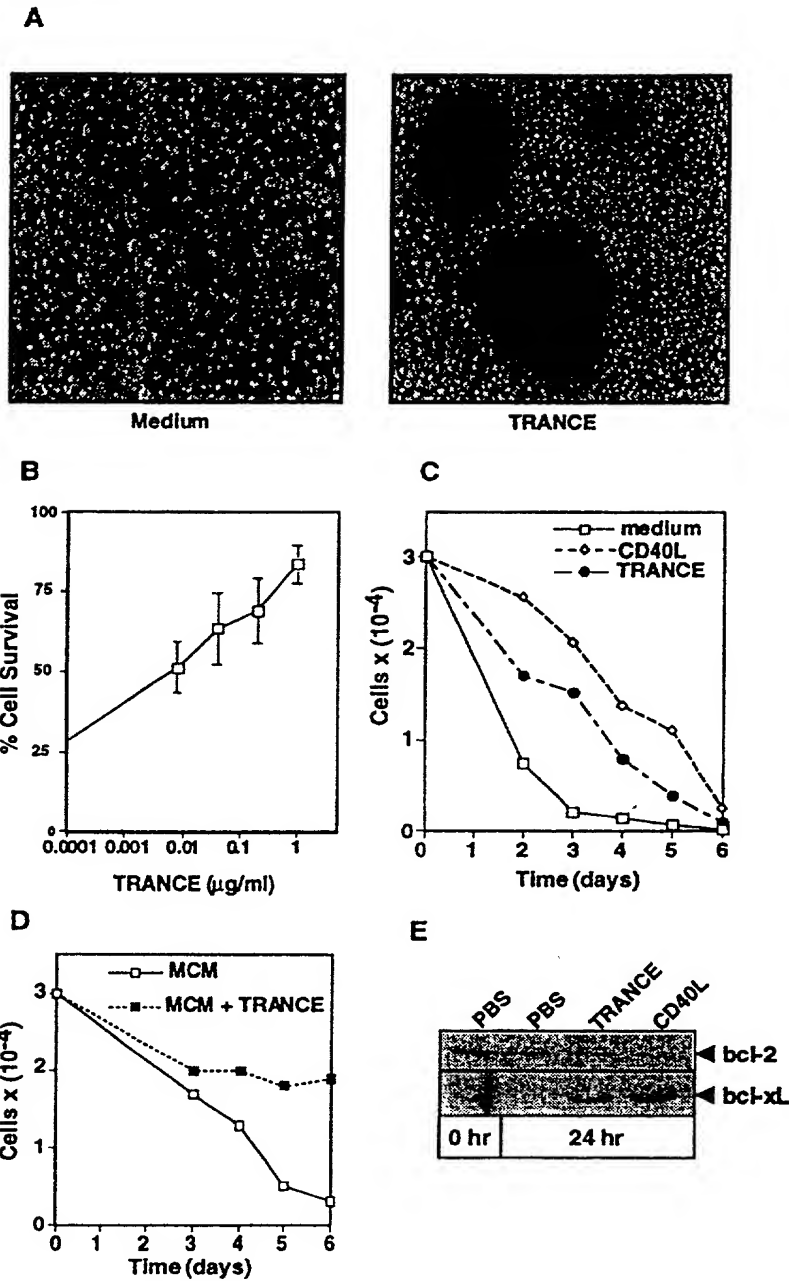 A
Medium
TRANCE
B
% Cell Survival
100
75
50
25
0
0.0001 0.001 0.01 0.1 1
TRANCE (µg/ml)
C
medium
CD40L
TRANCE
Cells x (10⁻⁴)
3
2
1
0
0 1 2 3 4 5 6
Time (days)
D
MCM
MCM + TRANCE
Cells x (10⁻⁴)
3
2
1
0
0 1 2 3 4 5 6
Time (days)
E
PBS PBS TRANCE CD40L
bcl-2
bcl-xL
0 hr 24 hr